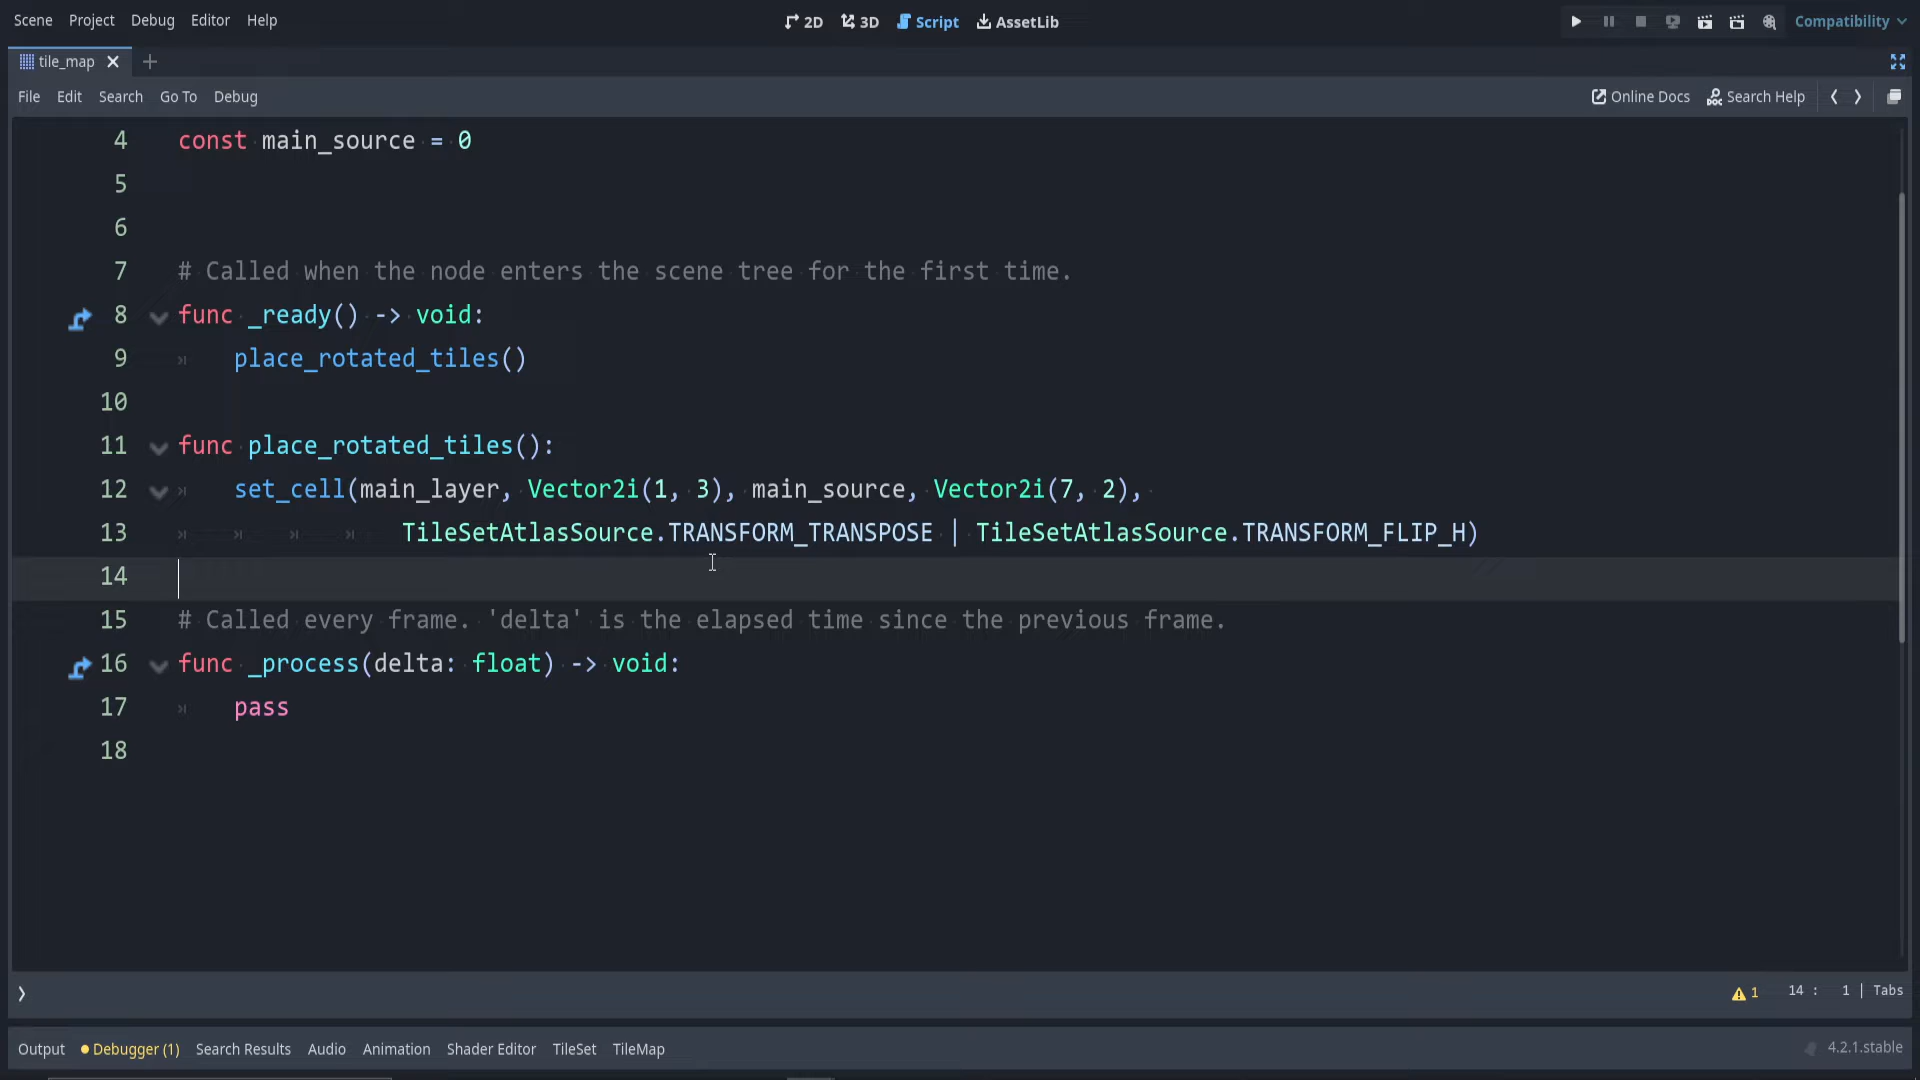 Scene Project Debug Editor Help 2D 3D Script AssetLib Compatibility
tile_map
File Edit Search Go To Debug Online Docs Search Help
4 const main_source = 0
5
6
7 # Called when the node enters the scene tree for the first time.
8 func _ready() -> void:
9 place_rotated_tiles()
10
11 func place_rotated_tiles():
12 set_cell(main_layer, Vector2i(1, 3), main_source, Vector2i(7, 2),
13 TileSetAtlasSource.TRANSFORM_TRANSPOSE | TileSetAtlasSource.TRANSFORM_FLIP_H)
14
15 # Called every frame. 'delta' is the elapsed time since the previous frame.
16 func _process(delta: float) -> void:
17 pass
18
1 14 : 1 | Tabs
Output Debugger (1) Search Results Audio Animation Shader Editor TileSet TileMap 4.2.1.stable